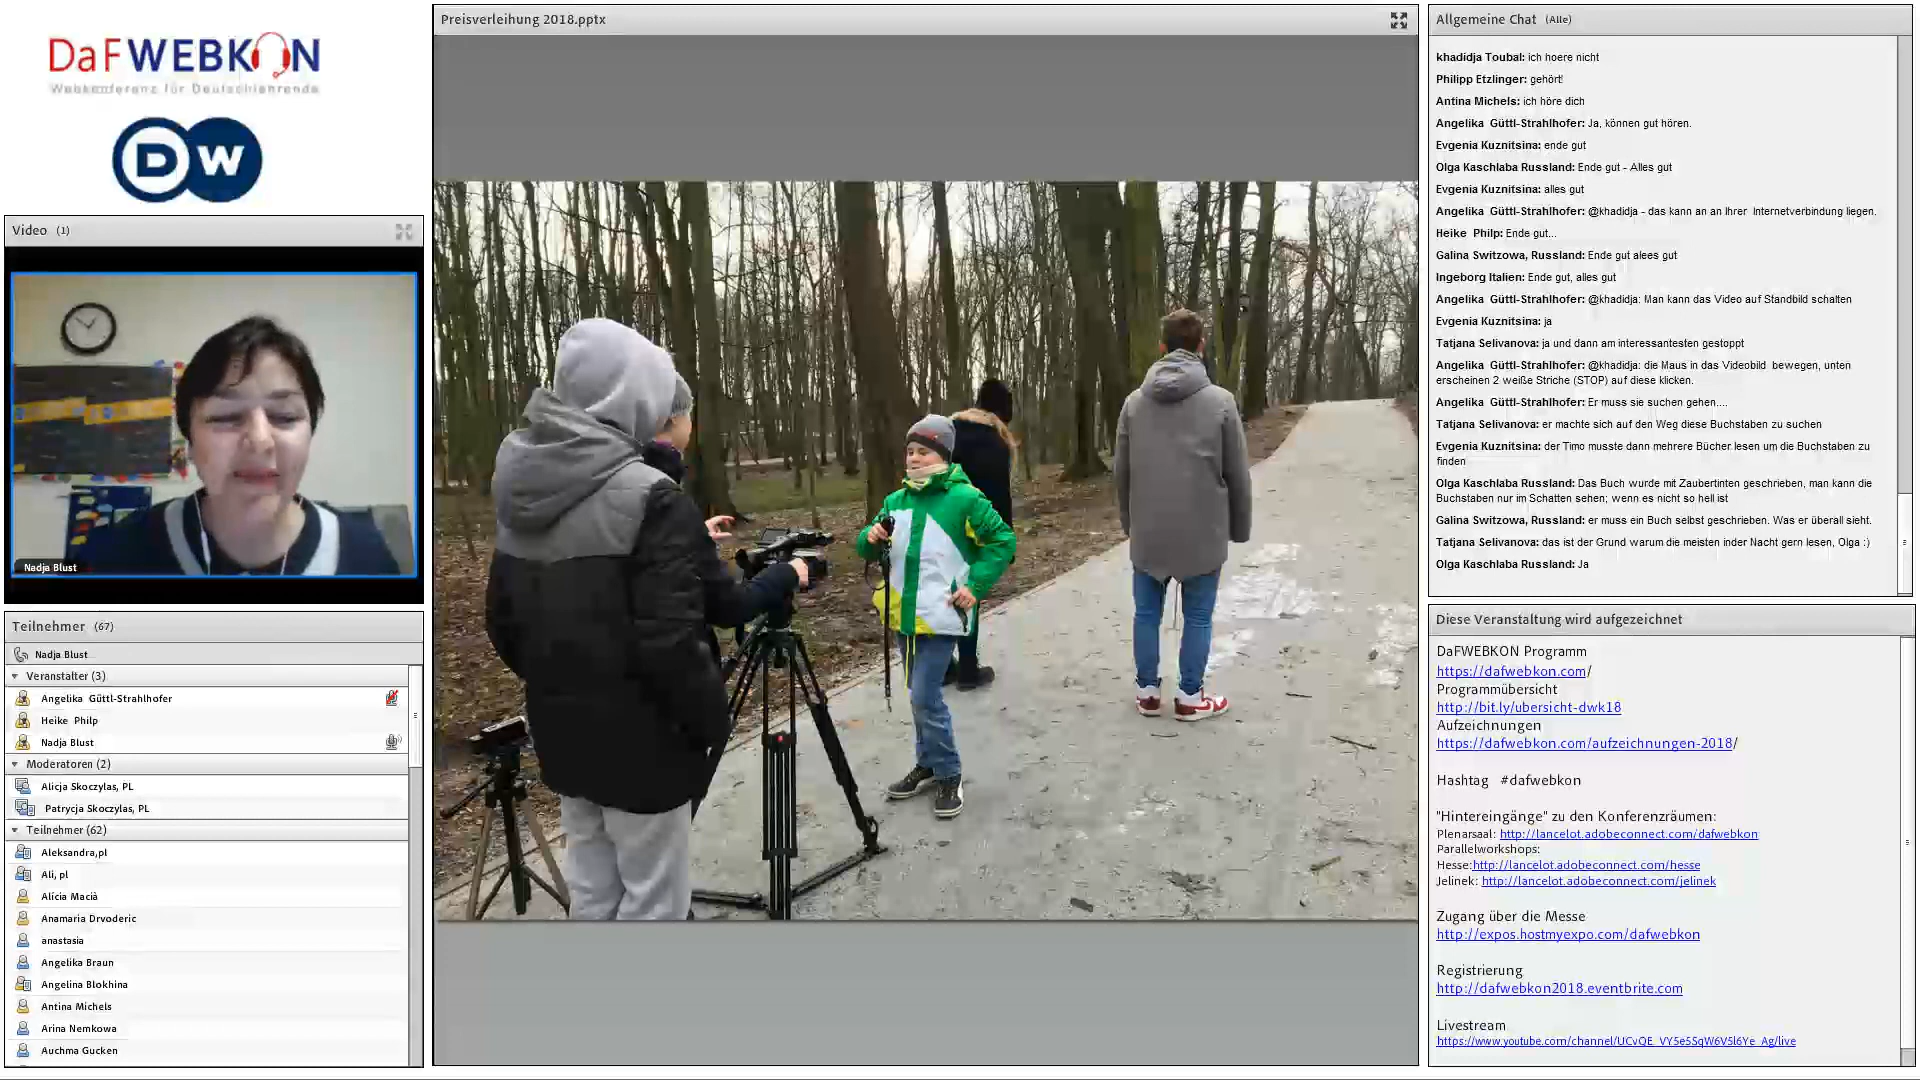 DaFWEBKON
Webkonferenz für Deutschlehrende
DW
Video (1)
Nadja Blust
Teilnehmer (67)
Nadja Blust
Veranstalter (3)
Angelika Güttl-Strahlhofer
Heike Philp
Nadja Blust
Moderatoren (2)
Alicja Skoczylas, PL
Patrycja Skoczylas, PL
Teilnehmer (62)
Aleksandra,pl
Ali, pl
Alícia Macià
Anamaria Drvoderic
anastasia
Angelika Braun
Angelina Blokhina
Antina Michels
Arina Nemkowa
Auchma Gucken
Preisverleihung 2018.pptx
Allgemeine Chat (Alle)
khadidja Toubal: ich hoere nicht
Philipp Etzlinger: gehört!
Antina Michels: ich höre dich
Angelika Güttl-Strahlhofer: Ja, können gut hören.
Evgenia Kuznitsina: ende gut
Olga Kaschlaba Russland: Ende gut - Alles gut
Evgenia Kuznitsina: alles gut
Angelika Güttl-Strahlhofer: @khadidja - das kann an an Ihrer Internetverbindung liegen.
Heike Philp: Ende gut...
Galina Switzowa, Russland: Ende gut alees gut
Ingeborg Italien: Ende gut, alles gut
Angelika Güttl-Strahlhofer: @khadidja: Man kann das Video auf Standbild schalten
Evgenia Kuznitsina: ja
Tatjana Selivanova: ja und dann am interessantesten gestoppt
Angelika Güttl-Strahlhofer: @khadidja: die Maus in das Videobild bewegen, unten
erscheinen 2 weiße Striche (STOP) auf diese klicken.
Angelika Güttl-Strahlhofer: Er muss sie suchen gehen....
Tatjana Selivanova: er machte sich auf den Weg diese Buchstaben zu suchen
Evgenia Kuznitsina: der Timo musste dann mehrere Bücher lesen um die Buchstaben zu
finden
Olga Kaschlaba Russland: Das Buch wurde mit Zaubertinten geschrieben, man kann die
Buchstaben nur im Schatten sehen; wenn es nicht so hell ist
Galina Switzowa, Russland: er muss ein Buch selbst geschrieben. Was er überall sieht.
Tatjana Selivanova: das ist der Grund warum die meisten inder Nacht gern lesen, Olga :)
Olga Kaschlaba Russland: Ja
Diese Veranstaltung wird aufgezeichnet
DaFWEBKON Programm
https://dafwebkon.com/
Programmübersicht
http://bit.ly/ubersicht-dwk18
Aufzeichnungen
https://dafwebkon.com/aufzeichnungen-2018/
Hashtag #dafwebkon
"Hintereingänge" zu den Konferenzräumen:
Plenarsaal: http://lancelot.adobeconnect.com/dafwebkon
Parallelworkshops:
Hesse:http://lancelot.adobeconnect.com/hesse
Jelinek: http://lancelot.adobeconnect.com/jelinek
Zugang über die Messe
http://expos.hostmyexpo.com/dafwebkon
Registrierung
http://dafwebkon2018.eventbrite.com
Livestream
https://www.youtube.com/channel/UCvQE_VY5e5SqW6V5l6Ye_Ag/live